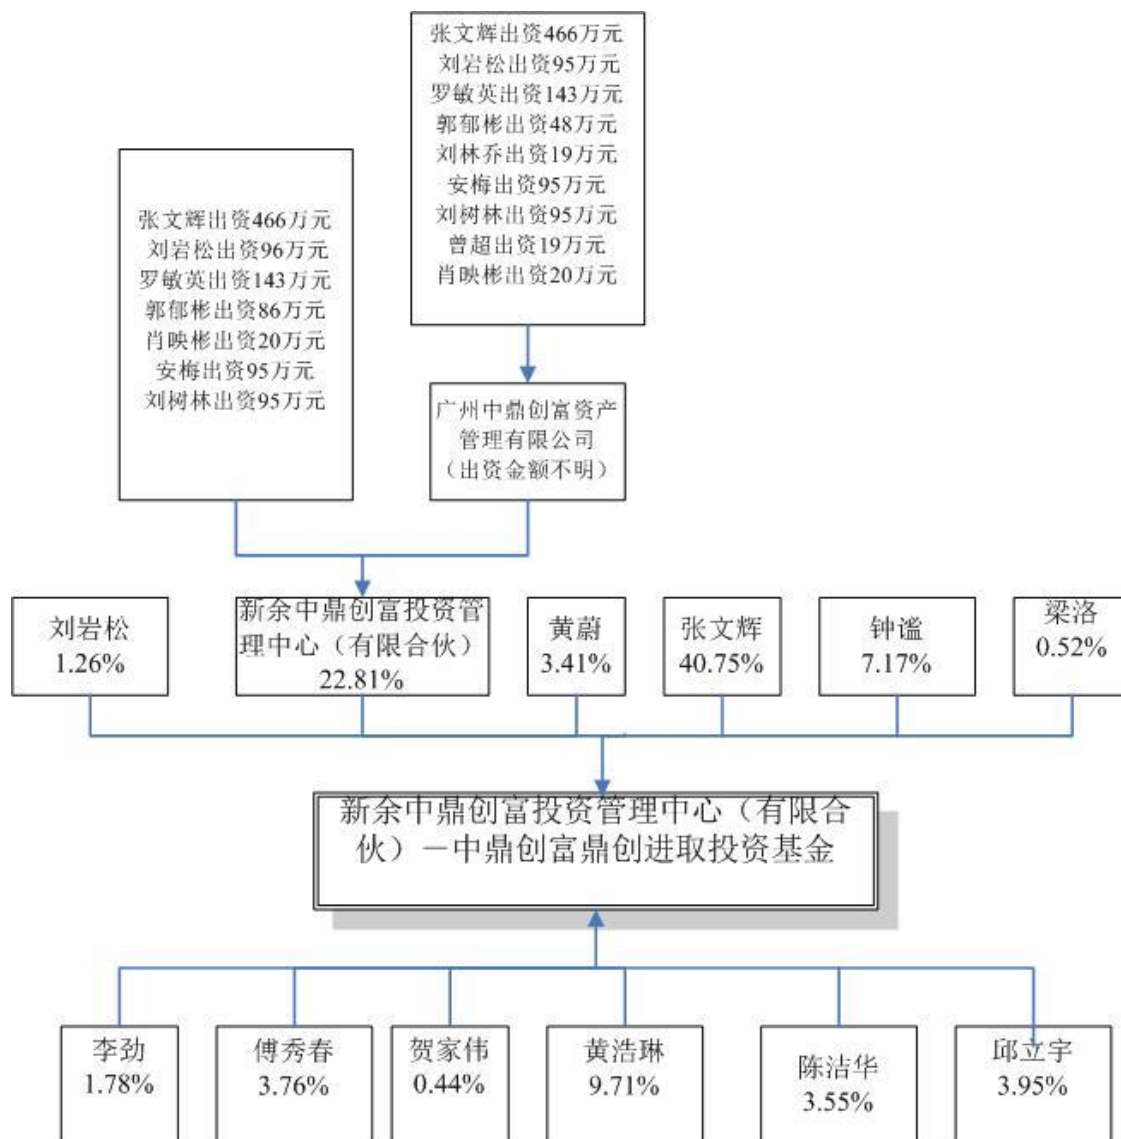 张文辉出资466万元
刘岩松出资95万元
罗敏英出资143万元
郭郁彬出资48万元
刘林乔出资19万元
安梅出资95万元
刘树林出资95万元
曾超出资19万元
肖映彬出资20万元
张文辉出资466万元
刘岩松出资96万元
罗敏英出资143万元
郭郁彬出资86万元
肖映彬出资20万元
安梅出资95万元
刘树林出资95万元
广州中鼎创富资产
管理有限公司
（出资金额不明）
刘岩松
1.26%
新余中鼎创富投资管
理中心（有限合伙）
22.81%
黄蔚
3.41%
张文辉
40.75%
钟谧
7.17%
梁洛
0.52%
新余中鼎创富投资管理中心（有限合
伙）－中鼎创富鼎创进取投资基金
李劲
1.78%
傅秀春
3.76%
贺家伟
0.44%
黄浩琳
9.71%
陈洁华
3.55%
邱立宇
3.95%